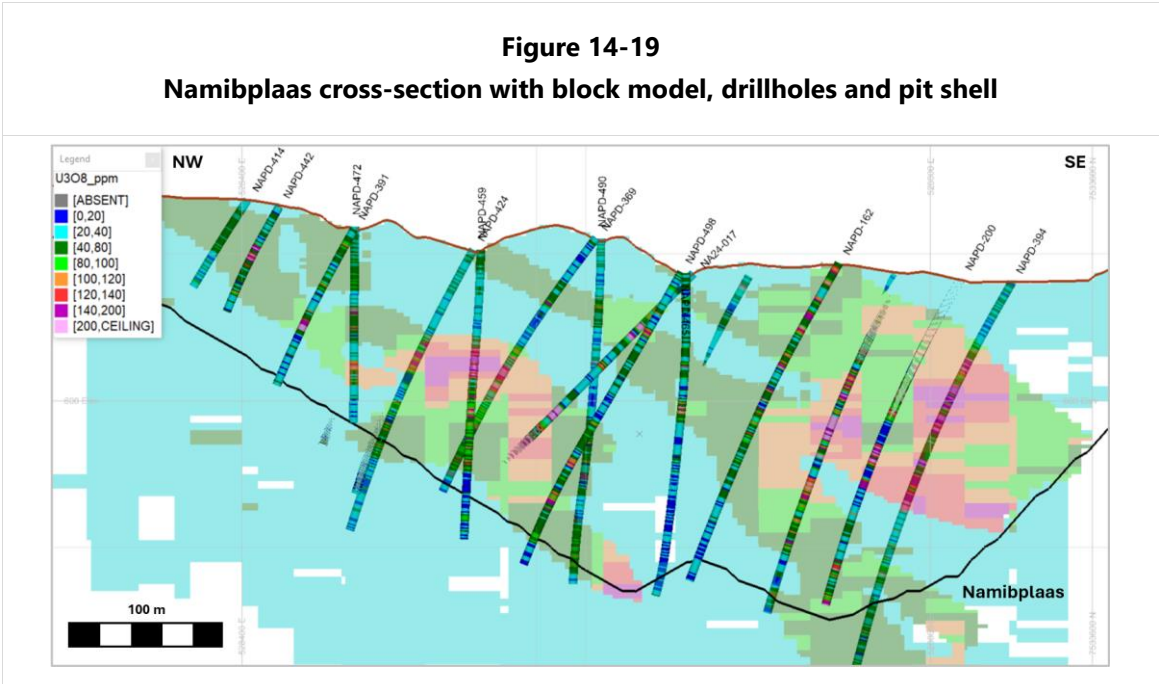 Figure 14-19
Namibplaas cross-section with block model, drillholes and pit shell
Legend
U3O8_ppm
[ABSENT]
[0,20]
[20,40]
[40,80]
[80,100]
[100,120]
[120,140]
[140,200]
[200,CEILING]
NW
SE
NAPD-414
NAPD-442
NAPD-472
NAPD-391
NAPD-459
NAPD-424
NAPD-490
NAPD-369
NAPD-498
NA24-017
NAPD-162
NAPD-200
NAPD-394
Namibplaas
100 m